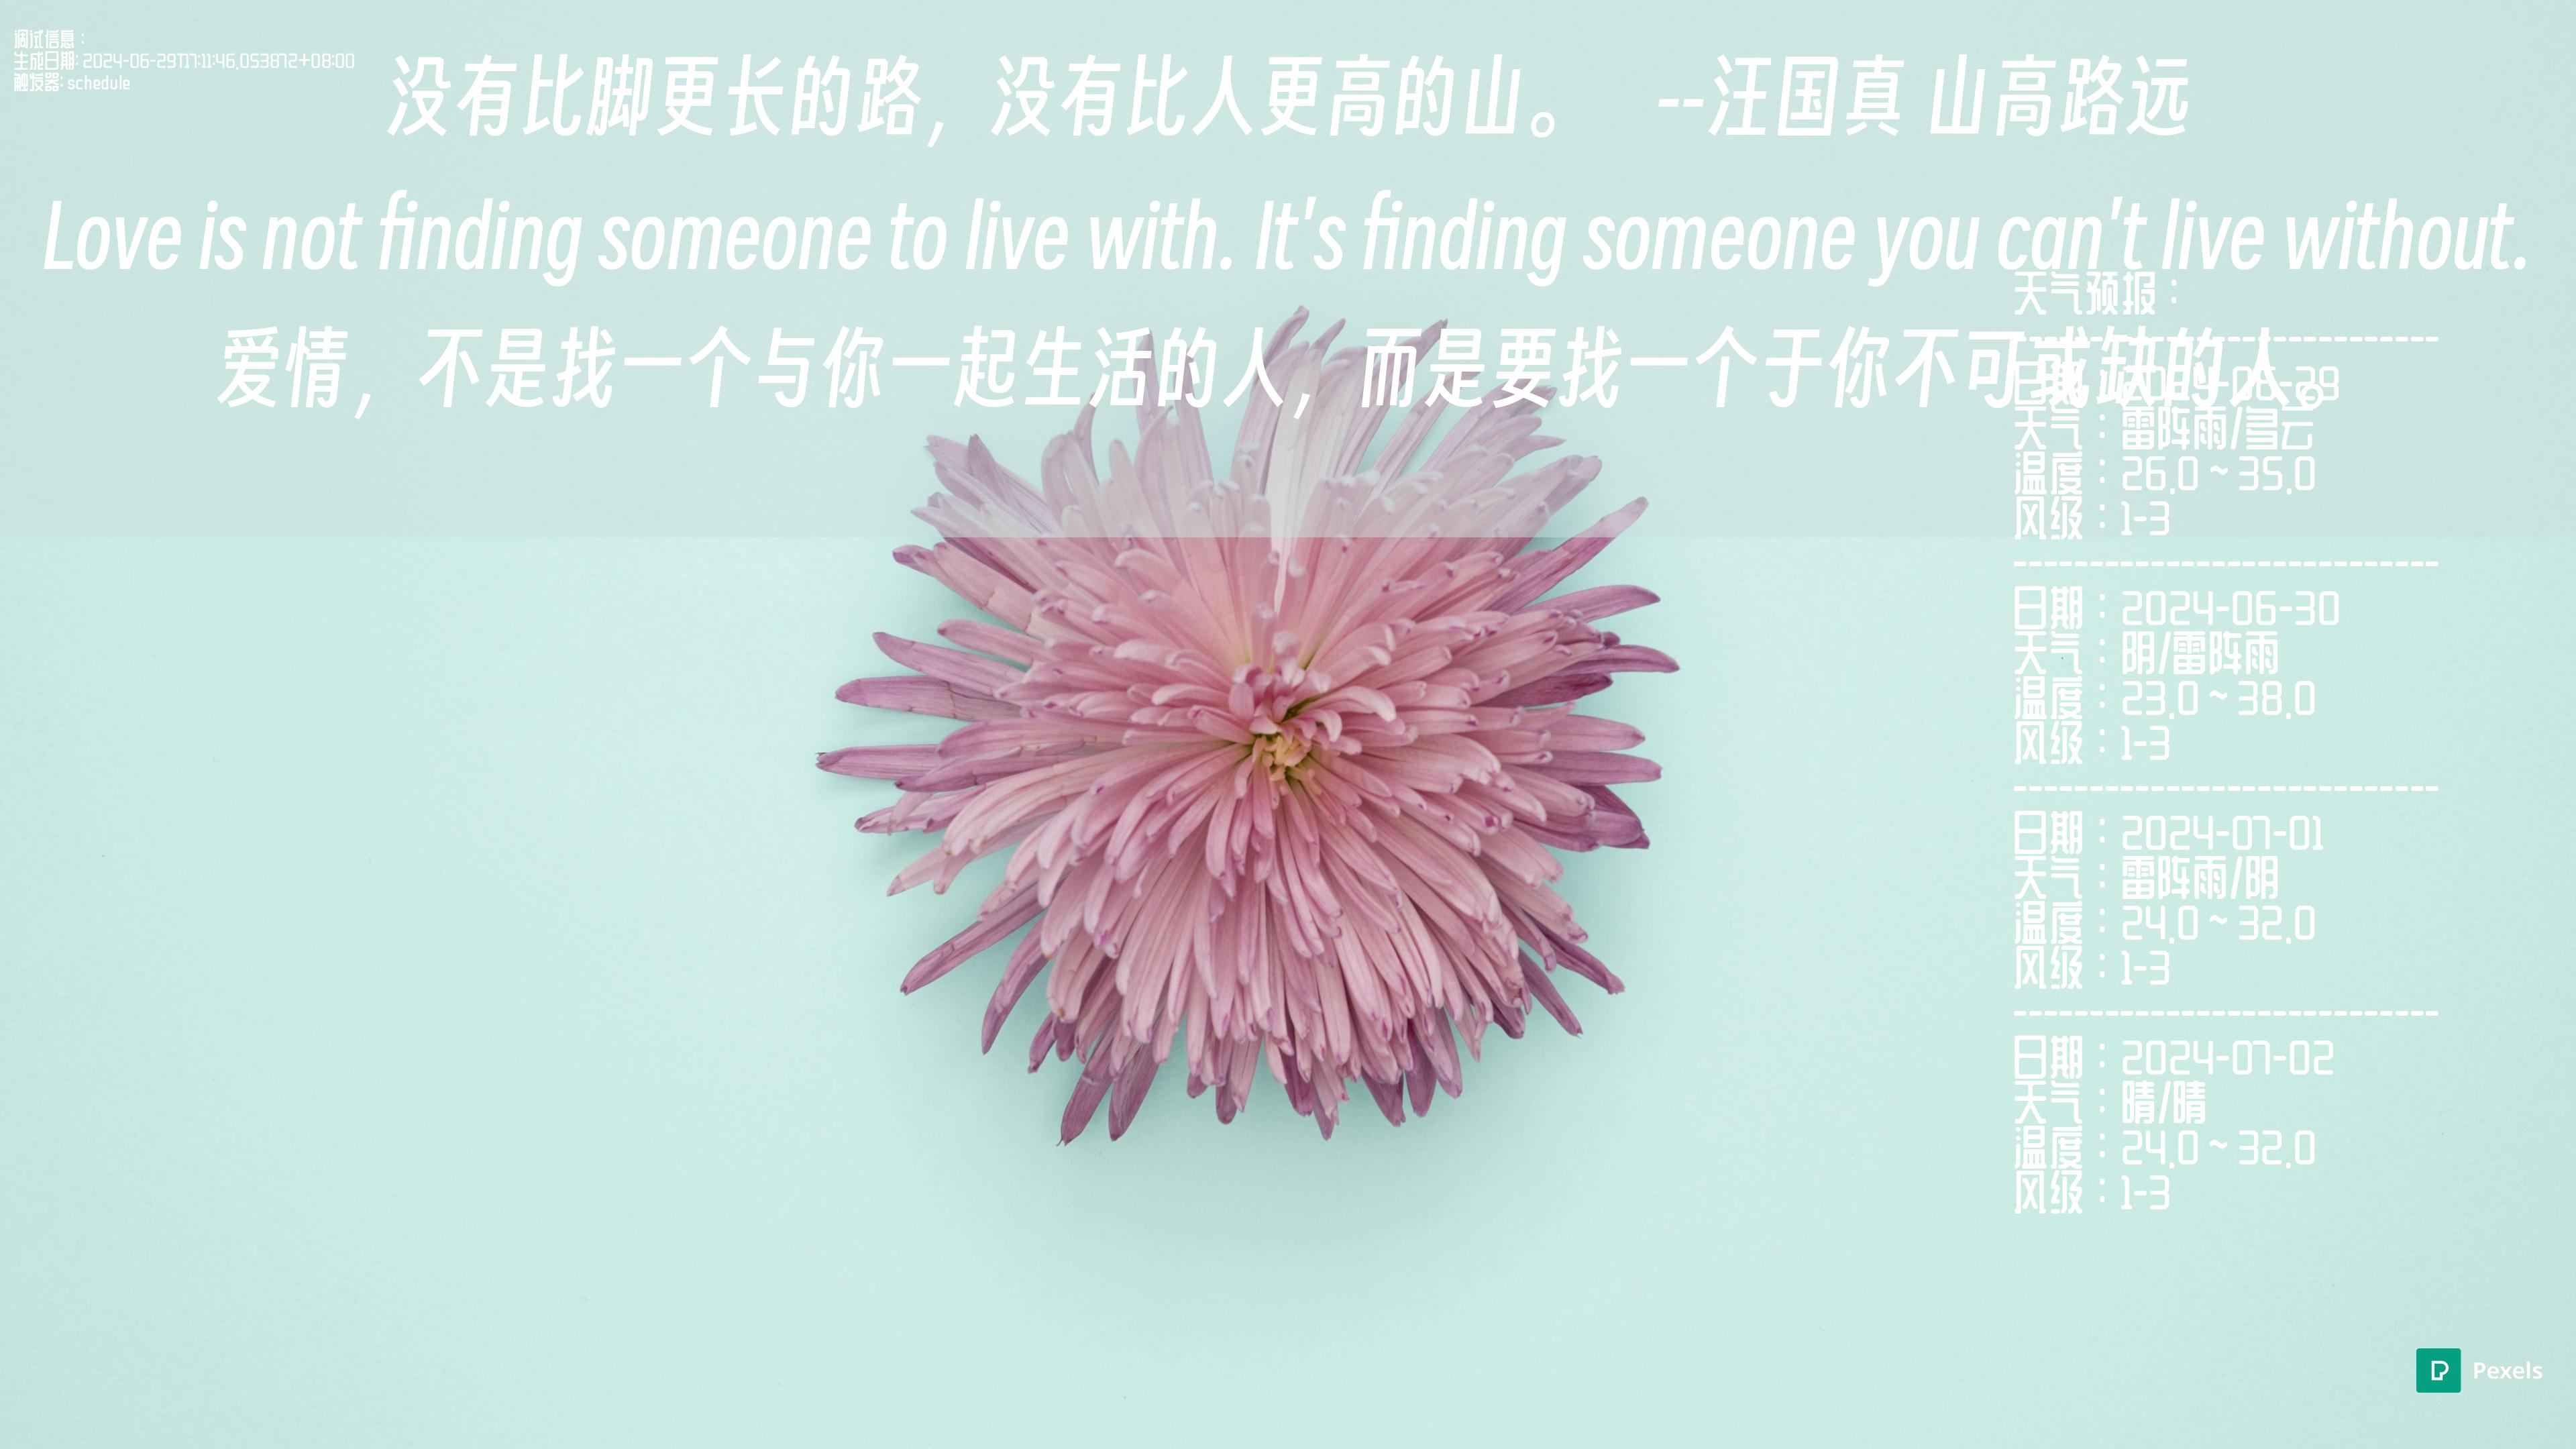 调试信息：
生成日期: 2024-06-29T17:11:46.053872+08:00
触发器: schedule
没有比脚更长的路，没有比人更高的山。 --汪国真 山高路远
Love is not finding someone to live with. It's finding someone you can't live without.
爱情，不是找一个与你一起生活的人，而是要找一个于你不可或缺的人。
天气预报：
----------------------------
日期：2024-06-29
天气：雷阵雨/多云
温度：26.0 ~ 35.0
风级：1-3
----------------------------
日期：2024-06-30
天气：阴/雷阵雨
温度：23.0 ~ 38.0
风级：1-3
----------------------------
日期：2024-07-01
天气：雷阵雨/阴
温度：24.0 ~ 32.0
风级：1-3
----------------------------
日期：2024-07-02
天气：晴/晴
温度：24.0 ~ 32.0
风级：1-3
Pexels